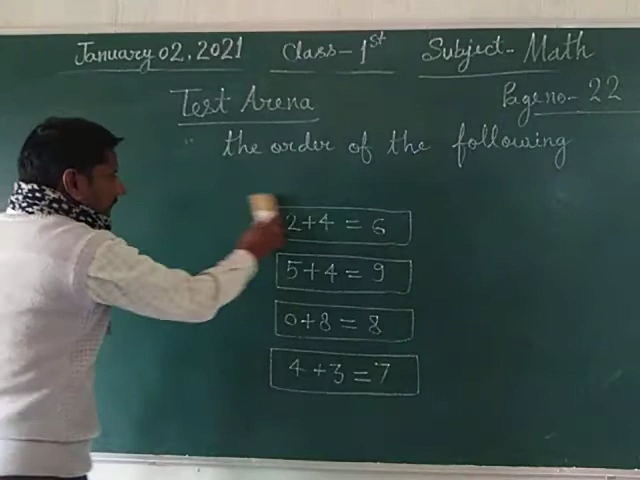 January 02, 2021 Class- 1st Subject- Math
Test Arena Page no- 22
the order of the following
2+4 = 6
5+4 = 9
0+8 = 8
4+3 = 7